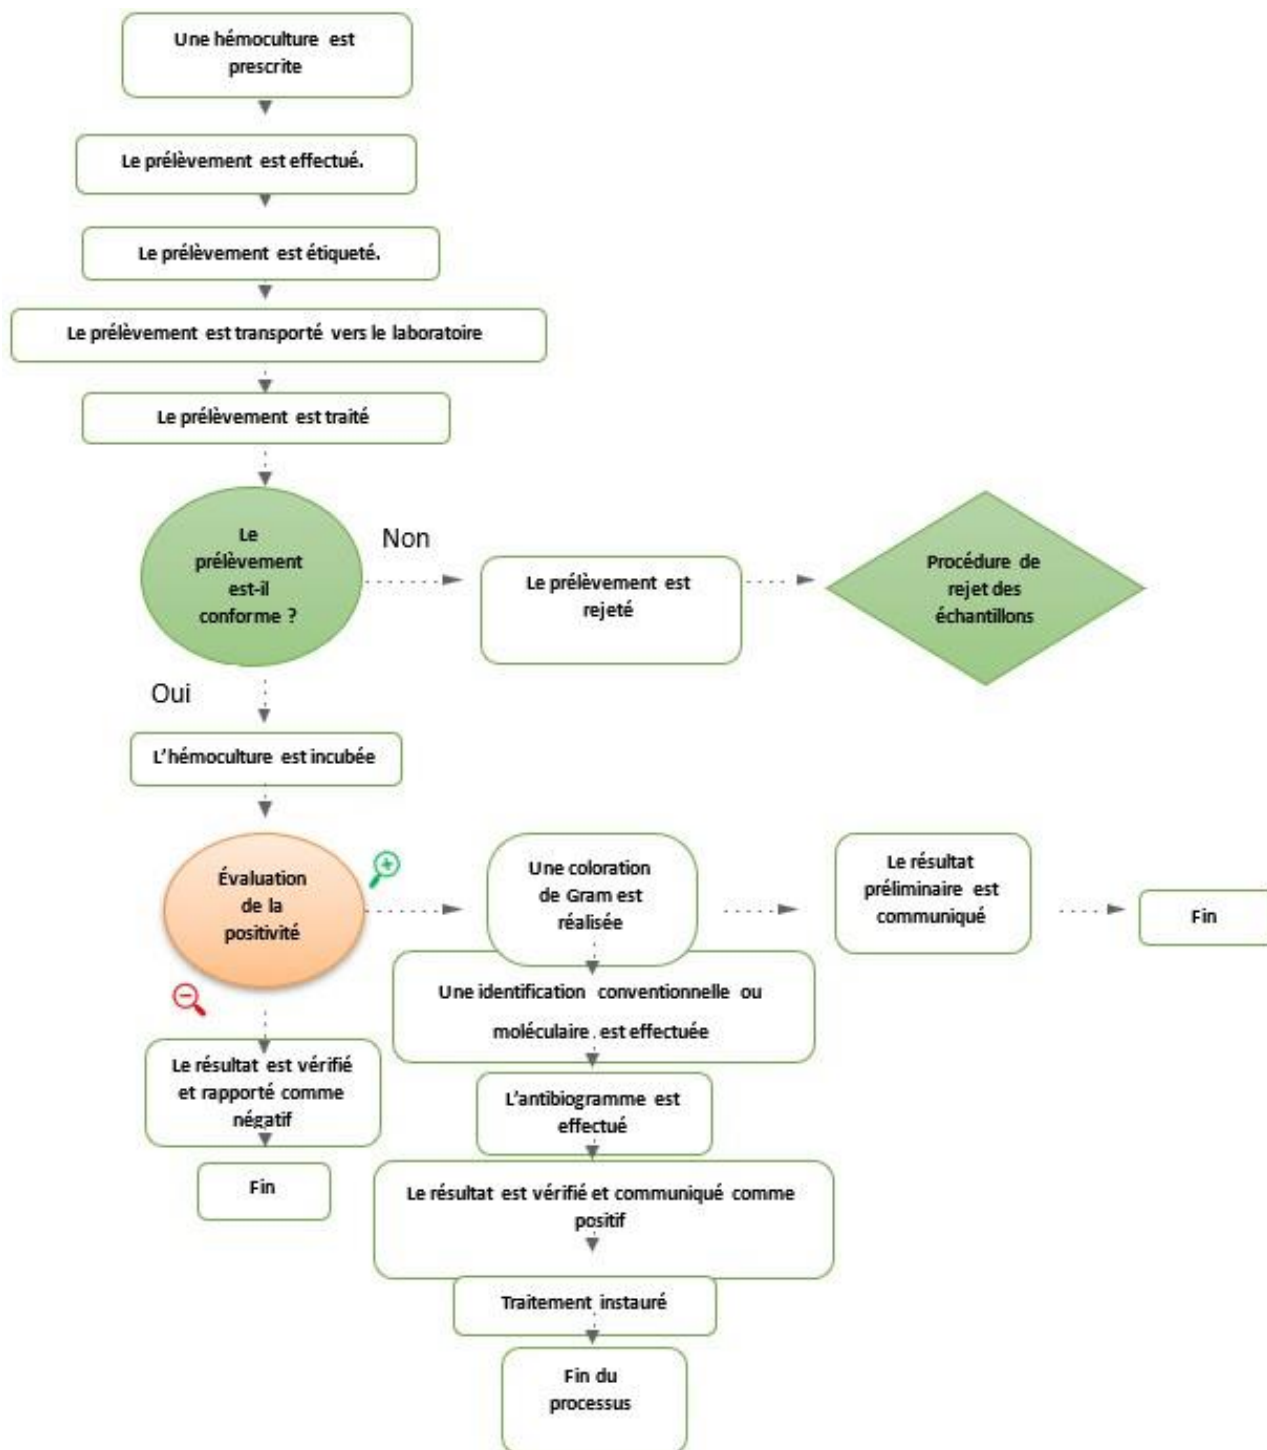 Une hémoculture est
prescrite
Le prélèvement est effectué.
Le prélèvement est étiqueté.
Le prélèvement est transporté vers le laboratoire
Le prélèvement est traité
Le
prélèvement
est-il
conforme ?
Non
Le prélèvement est
rejeté
Procédure de
rejet des
échantillons
Oui
L'hémoculture est incubée
Évaluation
de la
positivité
Une coloration
de Gram est
réalisée
Le résultat
préliminaire est
communiqué
Fin
Une identification conventionnelle ou
moléculaire est effectuée
Le résultat est vérifié
et rapporté comme
négatif
Fin
L'antibiogramme est
effectué
Le résultat est vérifié et communiqué comme
positif
Traitement instauré
Fin du
processus